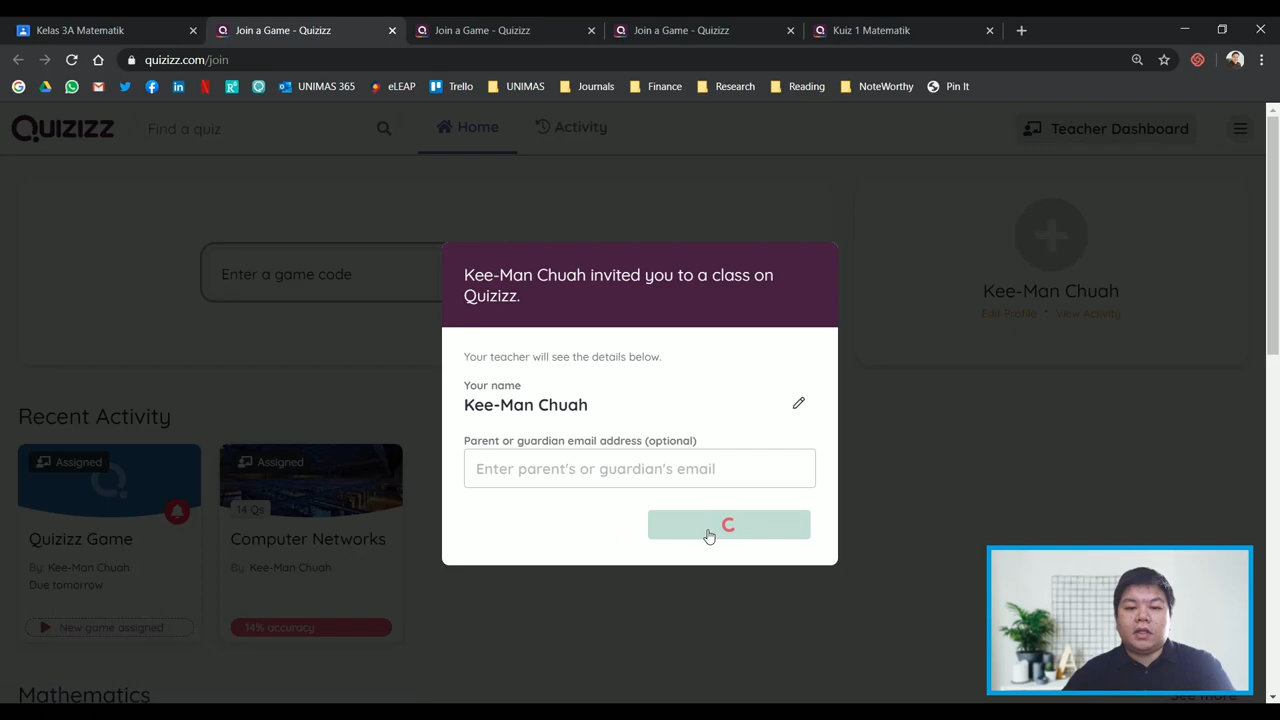 Kelas 3A Matematik
Join a Game - Quizizz
Join a Game - Quizizz
Join a Game - Quizizz
Kuiz 1 Matematik
quizizz.com/join
UNIMAS 365
eLEAP
Trello
UNIMAS
Journals
Finance
Research
Reading
NoteWorthy
Pin It
QUIZIZZ
Find a quiz
Home
Activity
Teacher Dashboard
Enter a game code
Kee-Man Chuah invited you to a class on
Quizizz.
Your teacher will see the details below.
Your name
Kee-Man Chuah
Parent or guardian email address (optional)
Enter parent's or guardian's email
Kee-Man Chuah
Edit Profile • View Activity
Recent Activity
Assigned
Quizizz Game
By: Kee-Man Chuah
Due tomorrow
New game assigned
Assigned
14 Qs
Computer Networks
By: Kee-Man Chuah
14% accuracy
Mathematics
See more